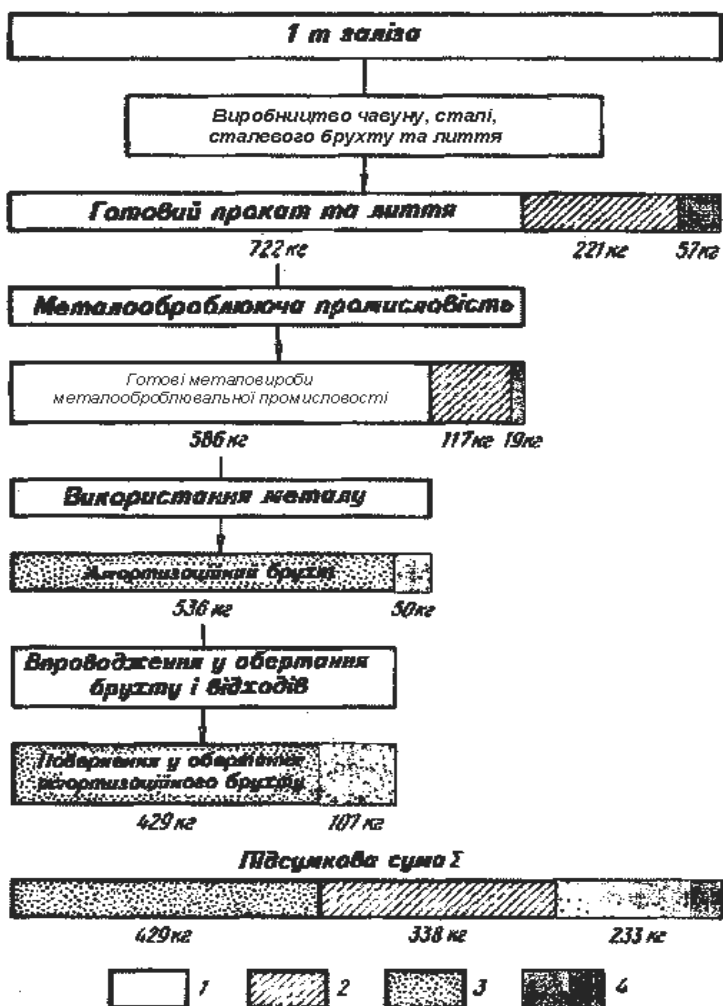 1 т заліза
Виробництво чавуну, сталі,
сталевого брухту та лиття
Готовий прокат та лиття
722 кг 221 кг 57 кг
Металооброблююча промисловість
Готові металовироби
металооброблювальної промисловості
586 кг 117 кг 19 кг
Використання металу
Амортизаційний брухт
536 кг 50 кг
Впроводження у обертання
брухту і відходів
Повернення у обертання
амортизаційного брухту
429 кг 107 кг
Підсумкова сума Σ
429 кг 338 кг 233 кг
1 2 3 4